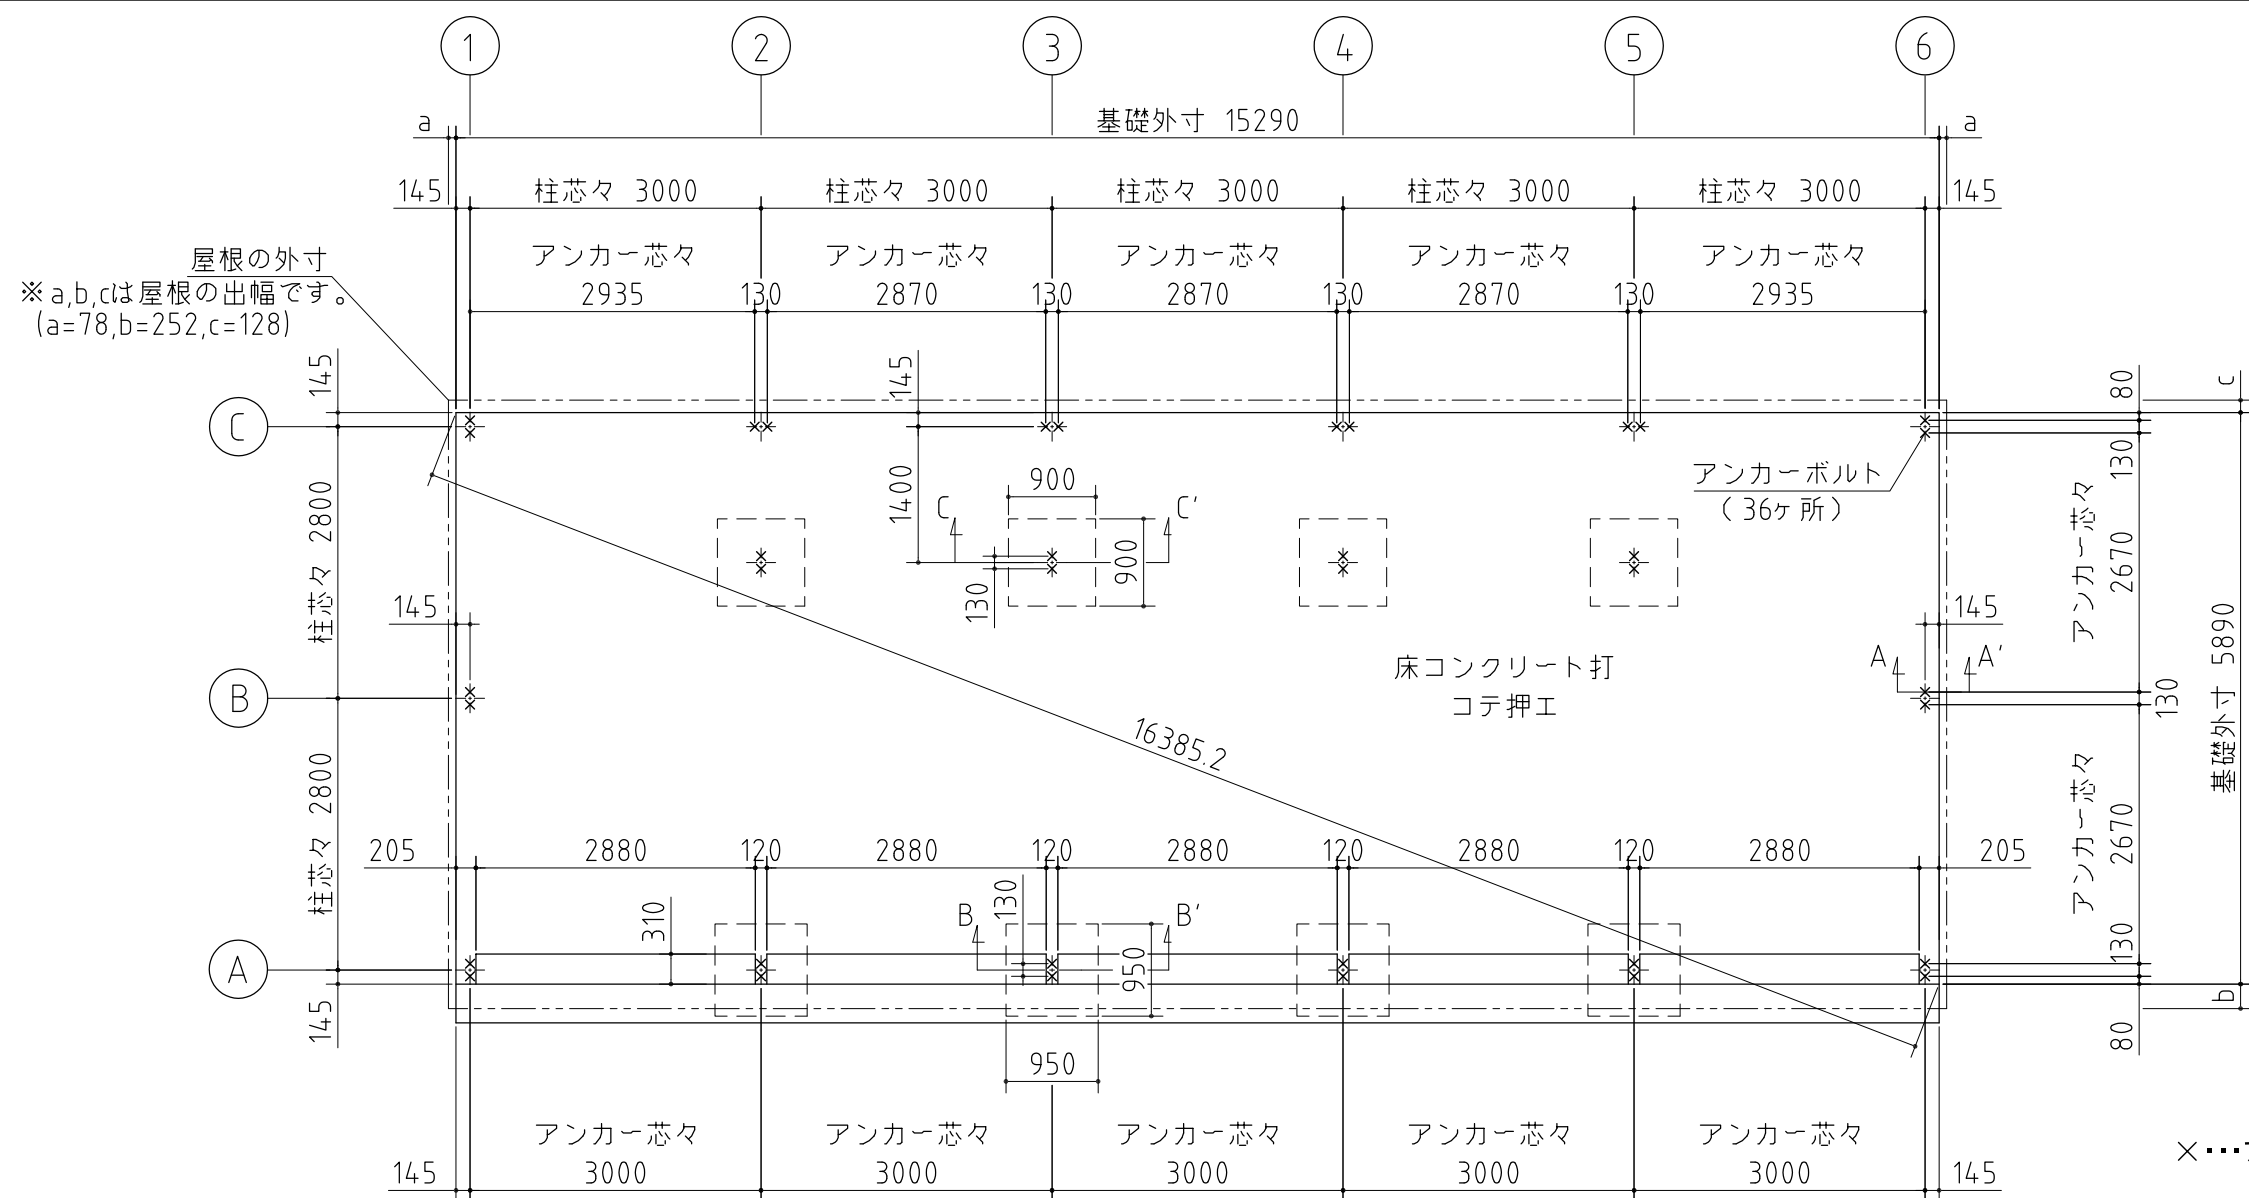 1 2 3 4 5 6
a 基礎外寸 15290 a
145 柱芯々 3000 柱芯々 3000 柱芯々 3000 柱芯々 3000 柱芯々 3000 145
アンカー芯々 アンカー芯々 アンカー芯々 アンカー芯々 アンカー芯々
2935 130 2870 130 2870 130 2870 130 2935
屋根の外寸
※a,b,cは屋根の出幅です。
(a=78,b=252,c=128)
145
145
80
c
C
アンカーボルト
(36ヶ所)
130
柱芯々 2800
1400
900
C C'
900
130
アンカー芯々
2670
145
145
基礎外寸 5890
床コンクリート打
コテ押エ
A A'
B
130
16385.2
柱芯々 2800
アンカー芯々
2670
205 2880 120 2880 120 2880 120 2880 120 2880 205
310
B B'
130
950
130
A
145
b
80
950
アンカー芯々 アンカー芯々 アンカー芯々 アンカー芯々 アンカー芯々
145 3000 3000 3000 3000 3000 145
×…